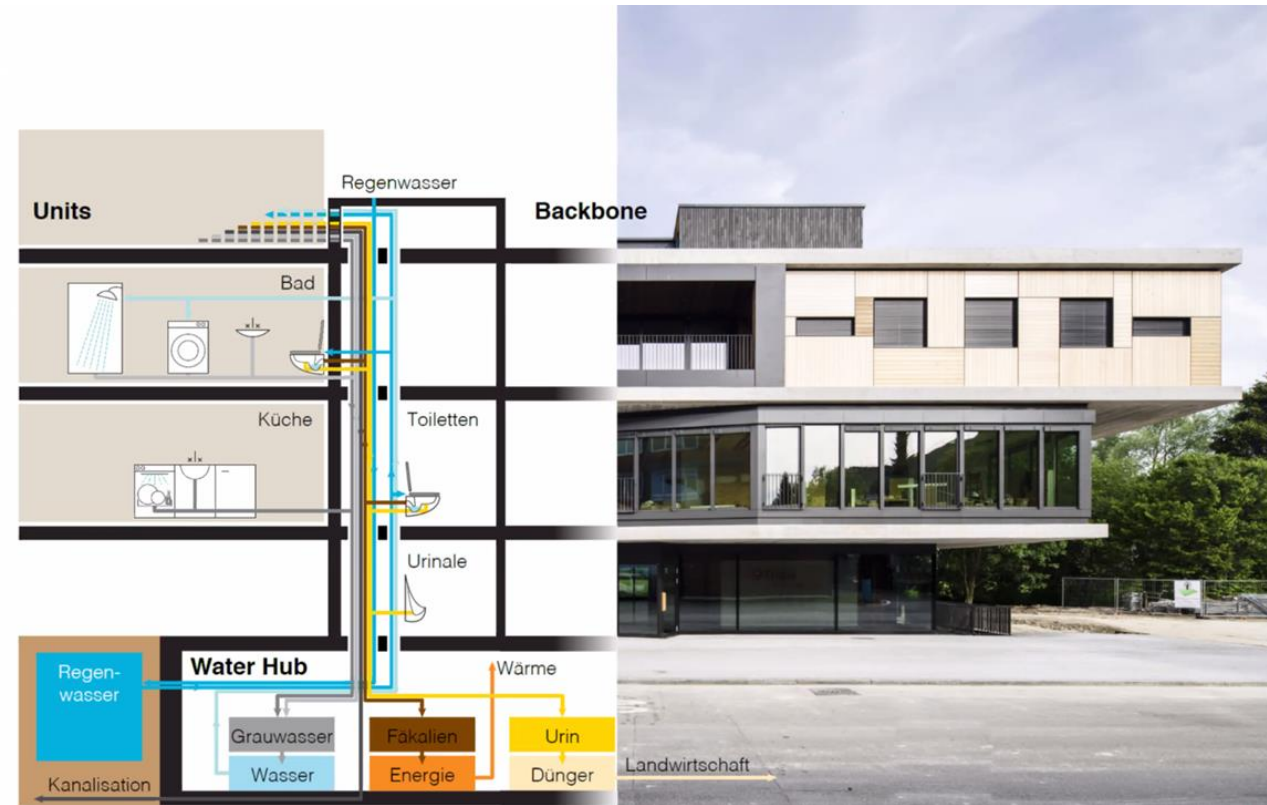 Regenwasser
Units
Backbone
Bad
Küche
Toiletten
Urinale
Regen-
wasser
Water Hub
Wärme
Grauwasser
Fäkalien
Urin
Wasser
Energie
Dünger
Landwirtschaft
Kanalisation